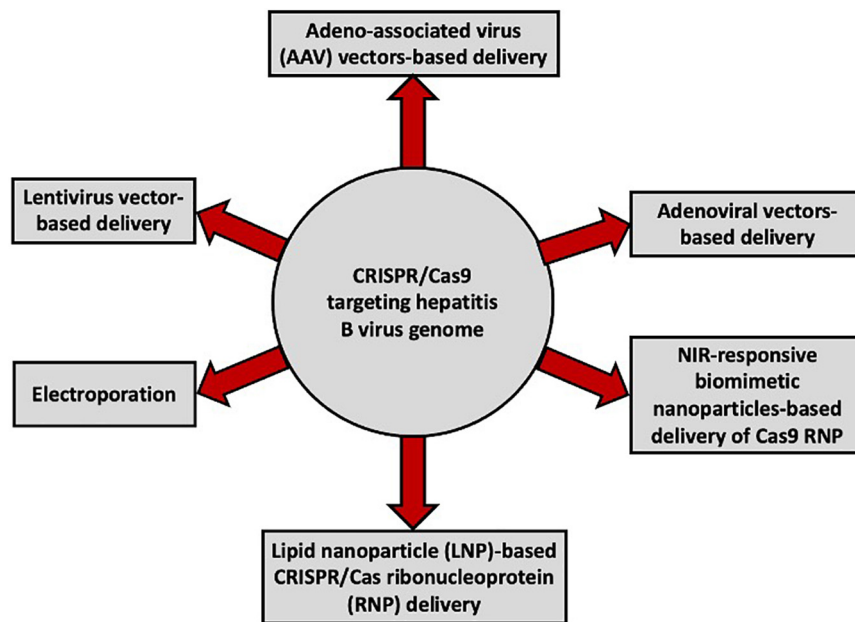 Adeno-associated virus
(AAV) vectors-based delivery
Lentivirus vector-
based delivery
Adenoviral vectors-
based delivery
CRISPR/Cas9
targeting hepatitis
B virus genome
Electroporation
NIR-responsive
biomimetic
nanoparticles-based
delivery of Cas9 RNP
Lipid nanoparticle (LNP)-based
CRISPR/Cas ribonucleoprotein
(RNP) delivery